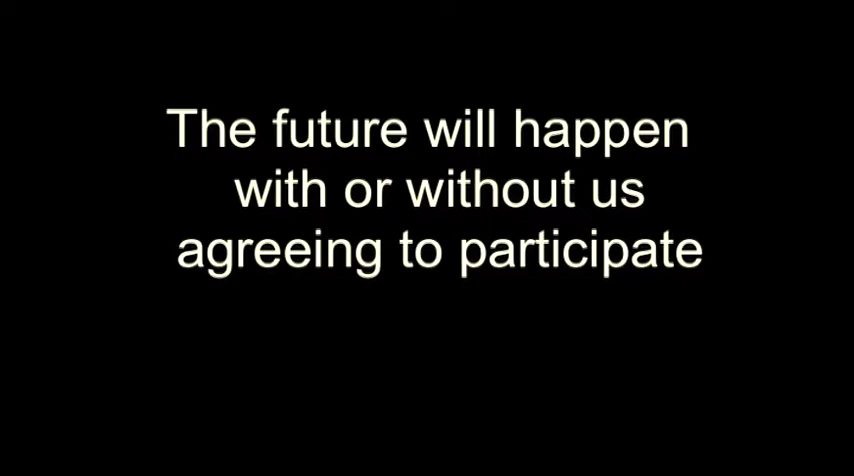 The future will happen
with or without us
agreeing to participate